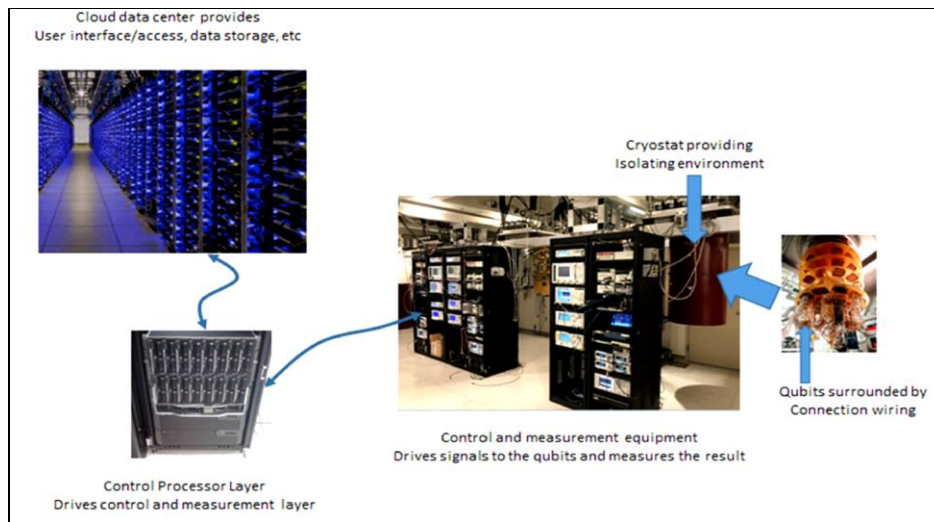 Cloud data center provides
User interface/access, data storage, etc
Cryostat providing
Isolating environment
Qubits surrounded by
Connection wiring
Control and measurement equipment
Drives signals to the qubits and measures the result
Control Processor Layer
Drives control and measurement layer